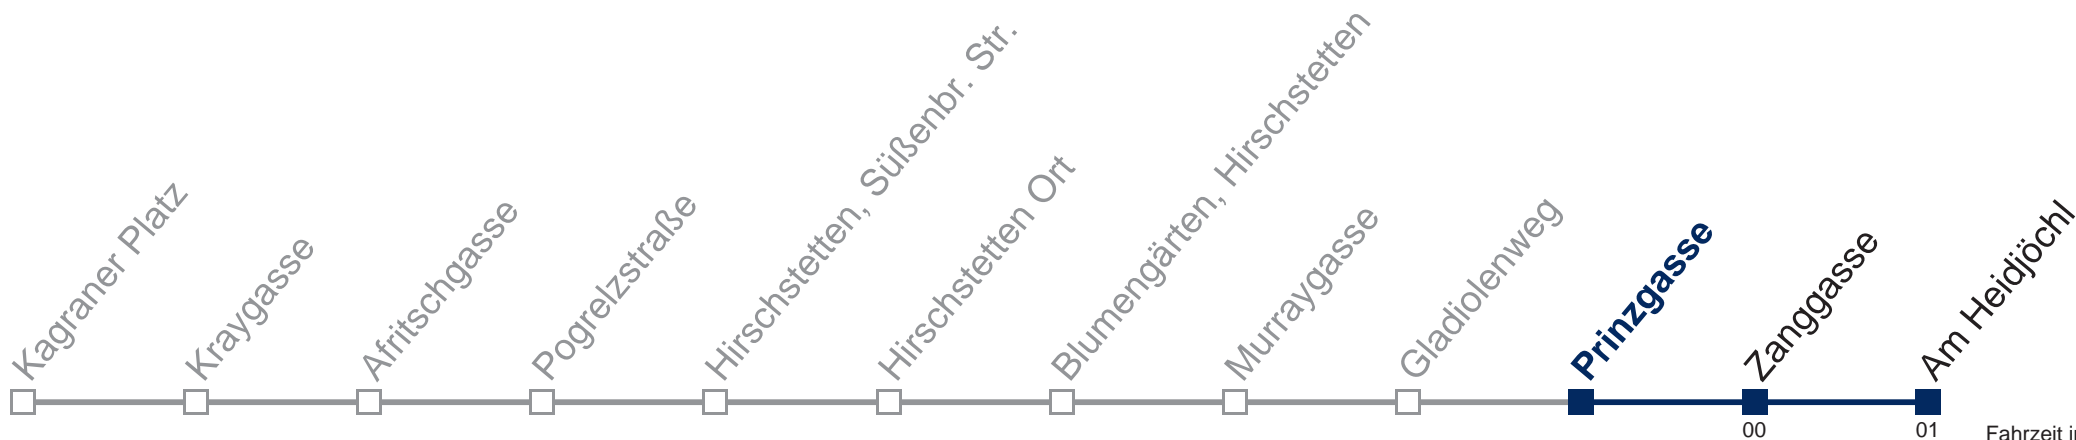 Kagraner Platz
Kraygasse
Afritschgasse
Pogrelzstraße
Hirschstetten, Süßenbr. Str.
Hirschstetten Ort
Blumengärten, Hirschstetten
Murraygasse
Gladiolenweg
Prinzgasse
Zanggasse
Am Heidjöchl
00
01
Fahrzeit